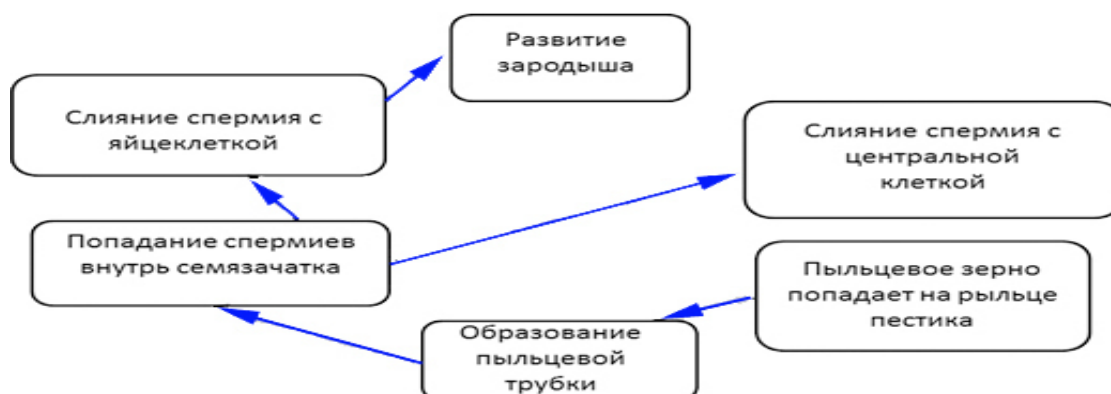 Развитие
зародыша
Слияние спермия с
яйцеклеткой
Слияние спермия с
центральной
клеткой
Попадание спермиев
внутрь семязачатка
Пыльцевое зерно
попадает на рыльце
пестика
Образование
пыльцевой
трубки